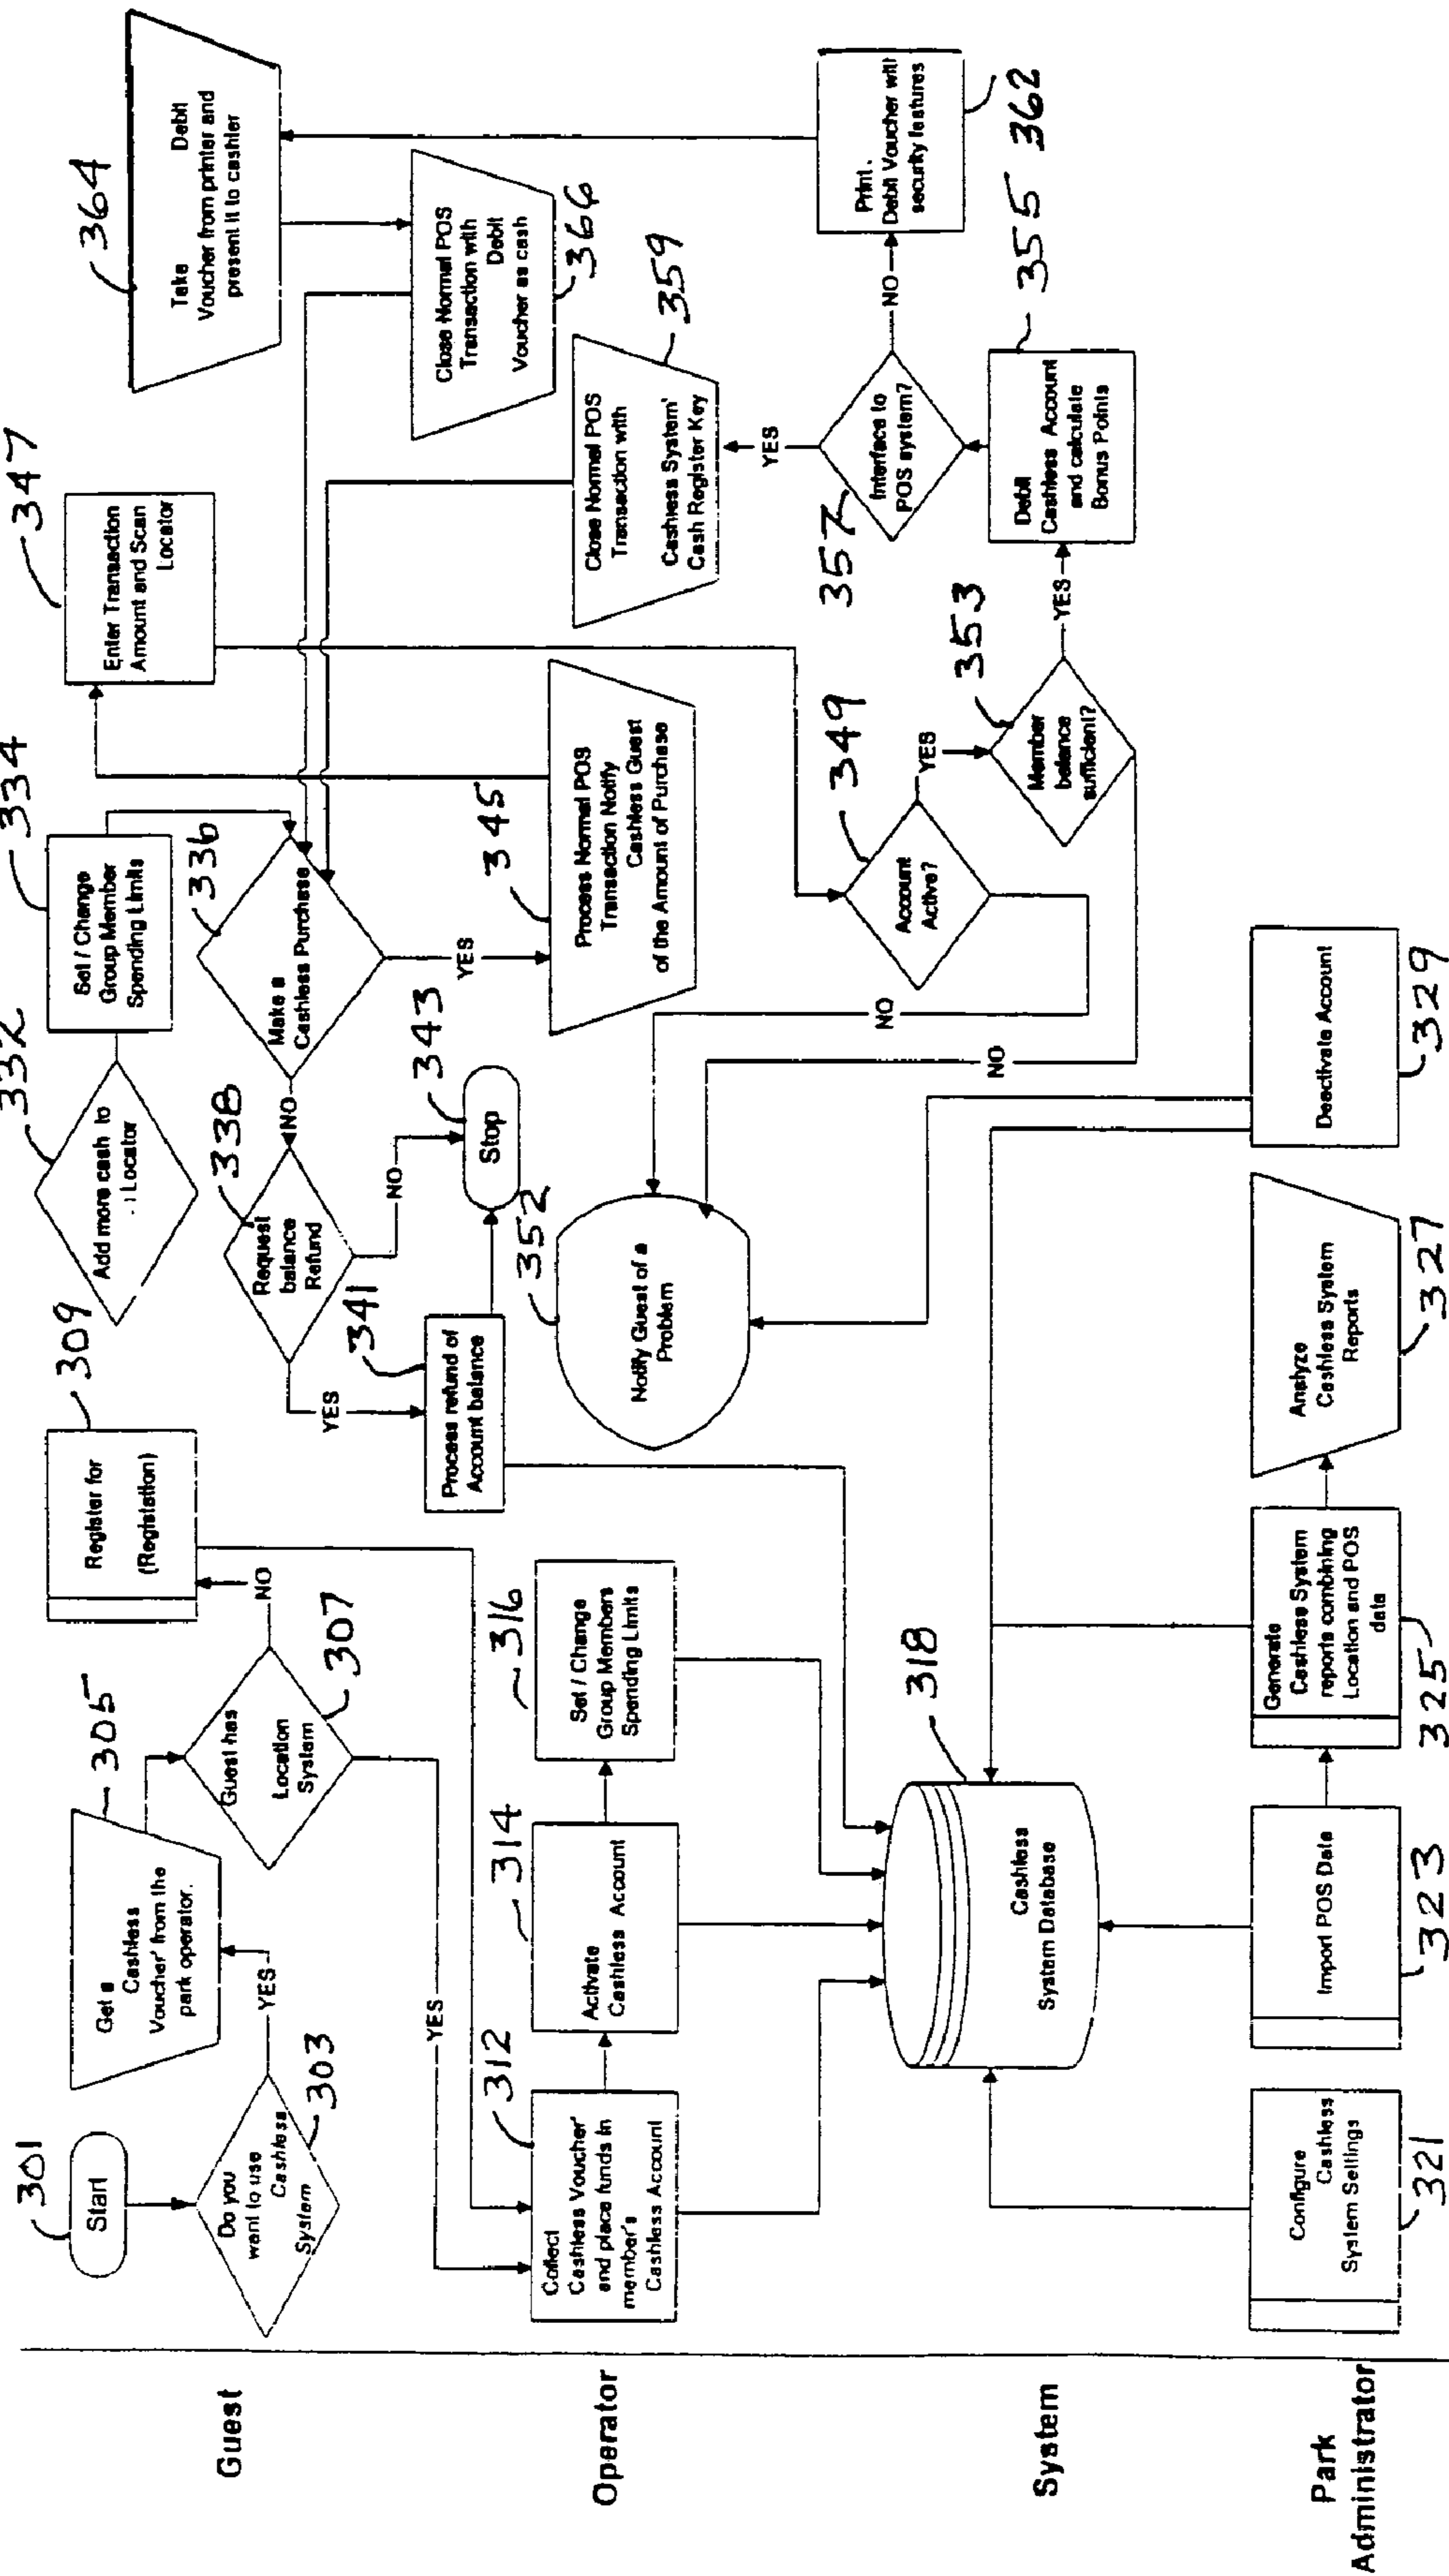 Guest
301
Start
Do you
want to use
Cashless
System
303
YES
Get a
Cashless
Voucher' from the
park operator.
305
Guest has
Location
System
307
NO
YES
Register for
(Registation)
309
Add more cash to
Locator
332
Set / Change
Group Member
Spending Limits
334
Make a
Cashless Purchase
336
NO
YES
Request
balance
Refund
338
NO
YES
Process refund of
Account balance
341
Stop
343
Enter Transaction
Amount and Scan
Locator
347
Take Debit
Voucher from printer and
present it to cashier
364
Operator
Collect
Cashless Voucher'
and place funds in
member's
Cashless Account
312
Activate
Cashless Account
314
Set / Change
Group Members
Spending Limits
316
Process Normal POS
Transaction Notify
Cashless Guest
of the Amount of Purchase
345
Close Normal POS
Transaction with
Cashless System'
Cash Register Key
359
Close Normal POS
Transaction with
Debit
Voucher as cash
366
System
Cashless
System Database
318
Notify Guest of a
Problem
352
Account
Active?
349
YES
NO
Member
balance
sufficient?
353
YES
NO
Debit
Cashless Account
and calculate
Bonus Points
355
Interface to
POS system?
357
YES
NO
Print.
Debit Voucher with
security features
362
Park
Administrator
Configure
Cashless
System Settings
321
Import POS Data
323
Generate
Cashless System
reports combining
Location and POS
data
325
Analyze
Cashless System
Reports
327
Deactivate Account
329